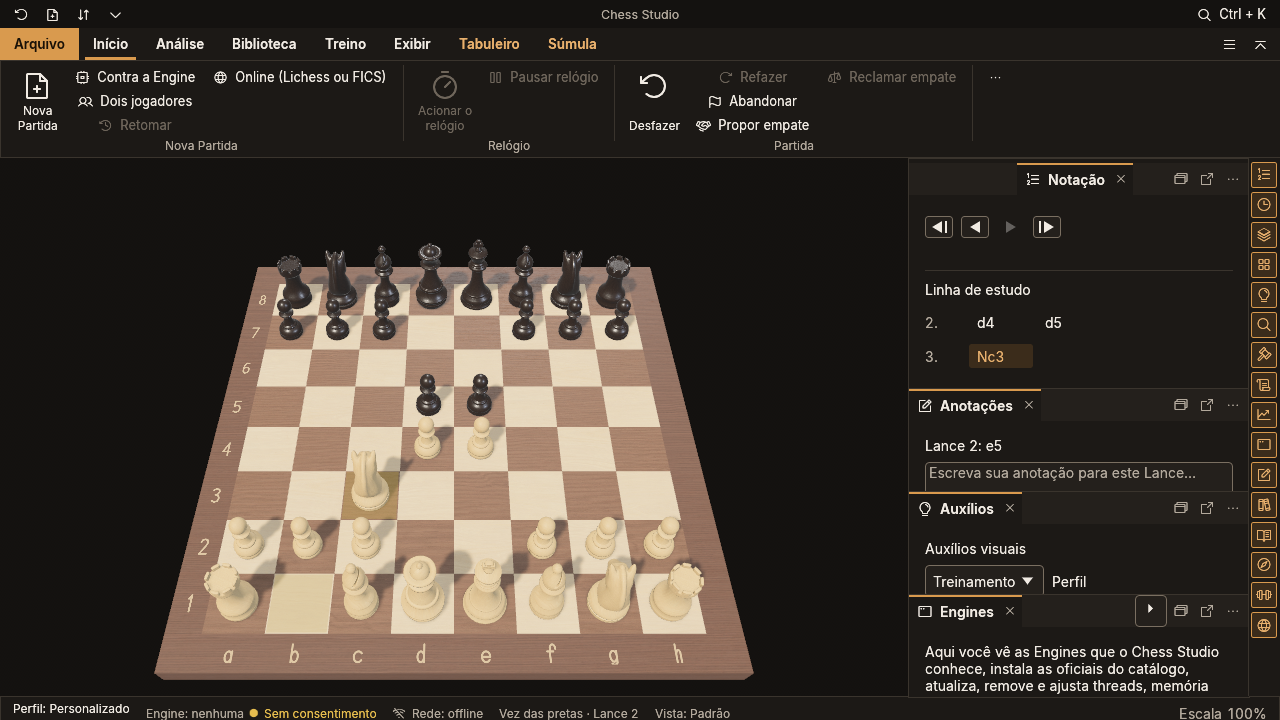 Chess Studio
Ctrl + K
Arquivo Início Análise Biblioteca Treino Exibir Tabuleiro Súmula
Nova Partida
Contra a Engine
Online (Lichess ou FICS)
Dois jogadores
Retomar
Nova Partida
Acionar o relógio
Pausar relógio
Relógio
Desfazer
Refazer
Reclamar empate
Abandonar
Propor empate
Partida
...
8
7
6
5
4
3
2
1
a b c d e f g h
Notação
Linha de estudo
2. d4 d5
3. Nc3
Anotações
Lance 2: e5
Escreva sua anotação para este Lance...
Auxílios
Auxílios visuais
Treinamento Perfil
Engines
Aqui você vê as Engines que o Chess Studio
conhece, instala as oficiais do catálogo,
atualiza, remove e ajusta threads, memória
Perfil: Personalizado Engine: nenhuma Sem consentimento Rede: offline Vez das pretas · Lance 2 Vista: Padrão Escala 100%